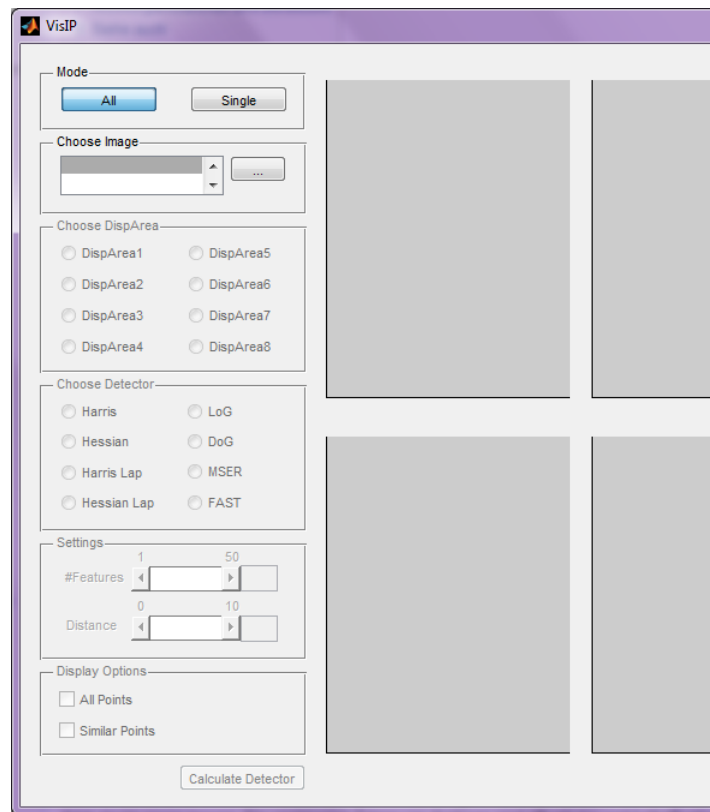 VisIP
Mode
All Single
Choose Image
...
Choose DispArea
DispArea1 DispArea5
DispArea2 DispArea6
DispArea3 DispArea7
DispArea4 DispArea8
Choose Detector
Harris LoG
Hessian DoG
Harris Lap MSER
Hessian Lap FAST
Settings
1 50
#Features
0 10
Distance
Display Options
All Points
Similar Points
Calculate Detector